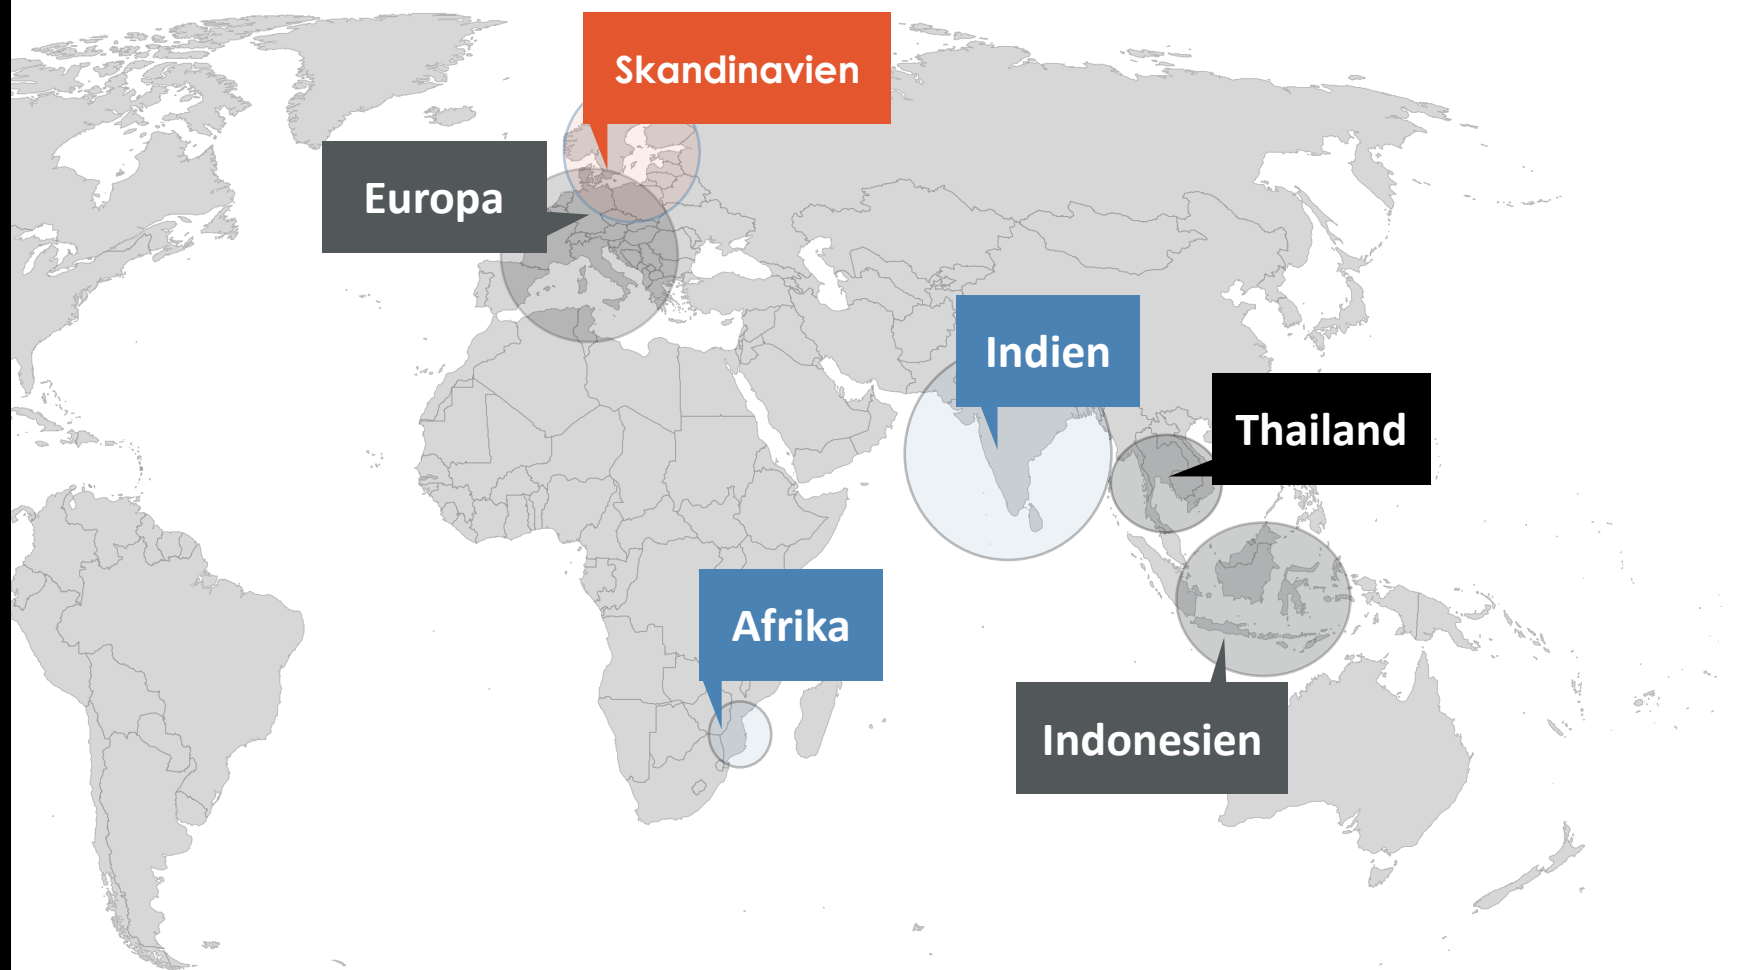 Skandinavien
Europa
Indien
Thailand
Afrika
Indonesien